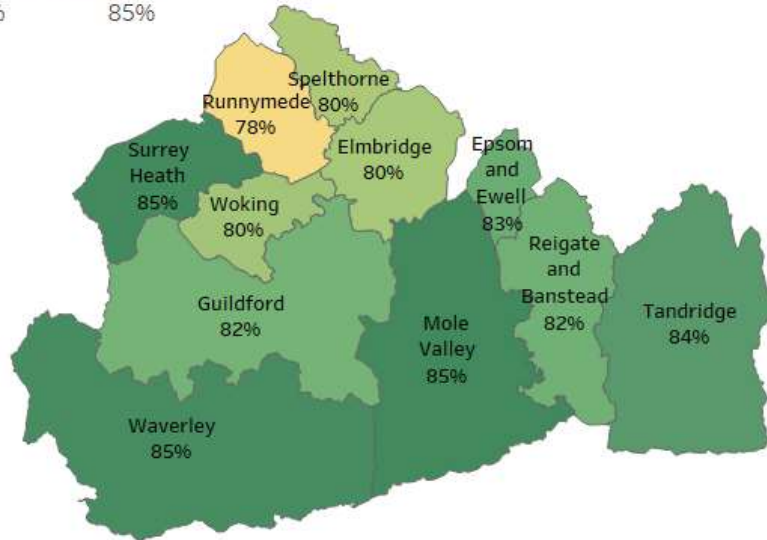 %
85%
Spelthorne
80%
Runnymede
78%
Elmbridge
80%
Epsom
and
Ewell
83%
Surrey
Heath
85%
Woking
80%
Reigate
and
Banstead
82%
Guildford
82%
Mole
Valley
85%
Tandridge
84%
Waverley
85%